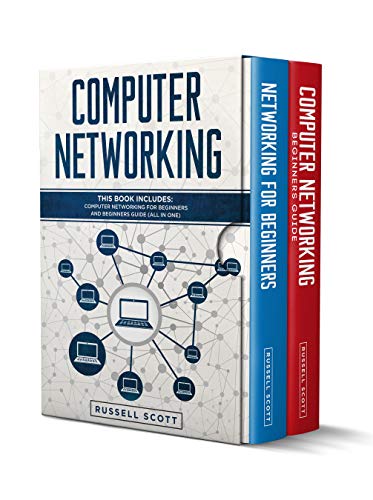 COMPUTER
NETWORKING
THIS BOOK INCLUDES:
COMPUTER NETWORKING FOR BEGINNERS
AND BEGINNERS GUIDE (ALL IN ONE)
RUSSELL SCOTT
NETWORKING FOR BEGINNERS
RUSSELL SCOTT
COMPUTER NETWORKING
BEGINNERS GUIDE
RUSSELL SCOTT